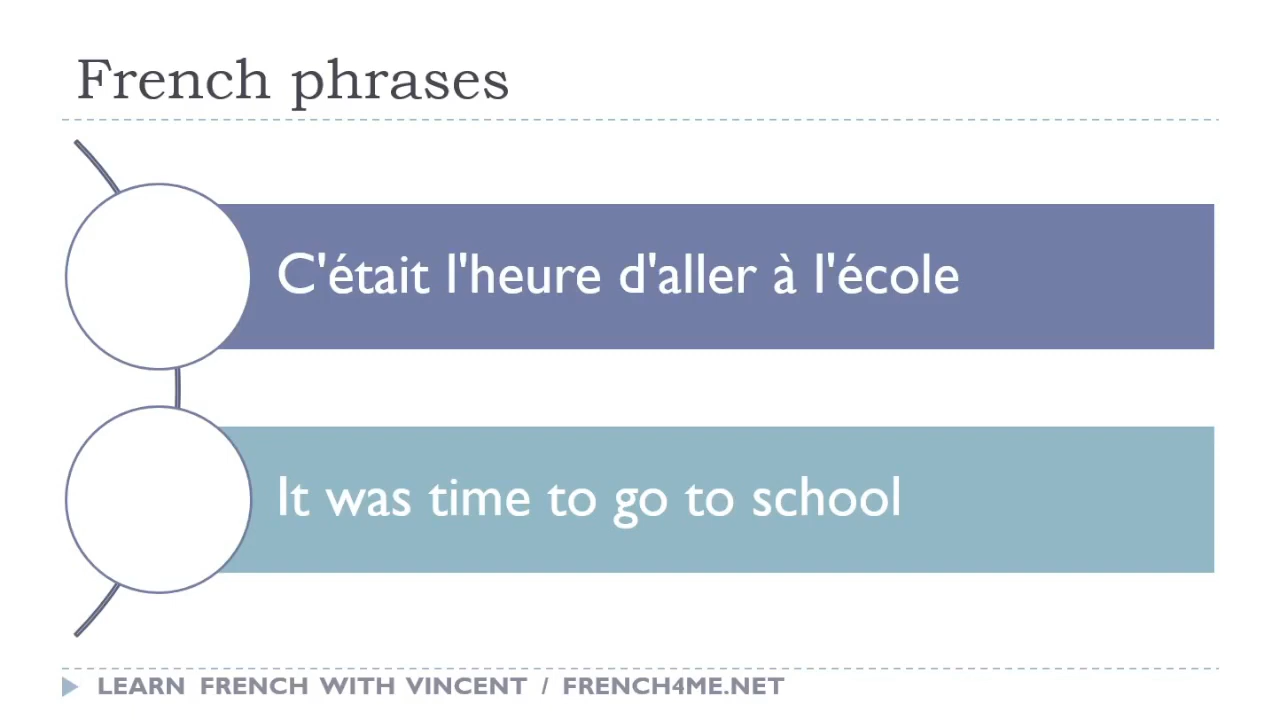 French phrases
C'était l'heure d'aller à l'école
It was time to go to school
LEARN FRENCH WITH VINCENT / FRENCH4ME.NET